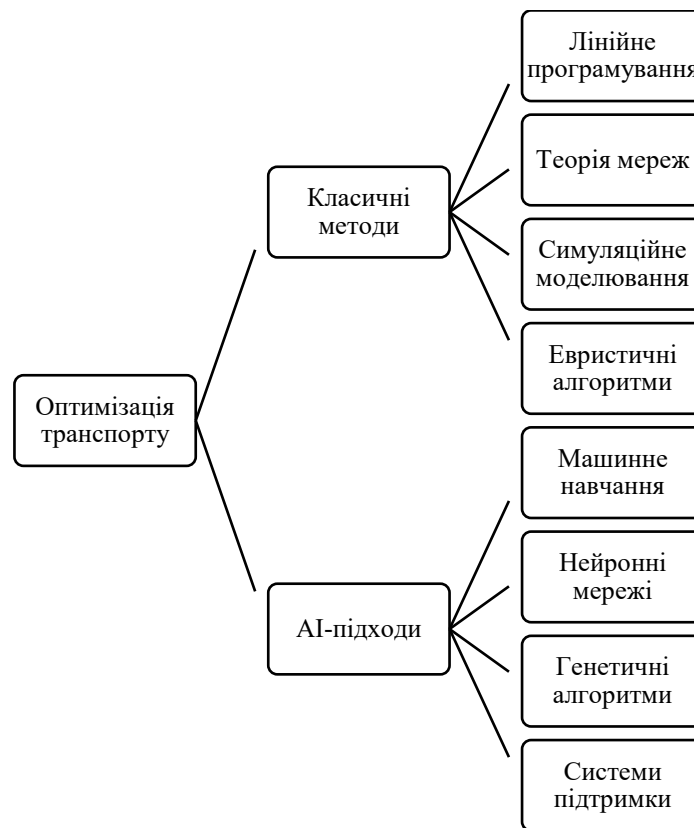 Лінійне
програмування
Теорія мереж
Класичні
методи
Симуляційне
моделювання
Евристичні
алгоритми
Оптимізація
транспорту
Машинне
навчання
Нейронні
мережі
AI-підходи
Генетичні
алгоритми
Системи
підтримки